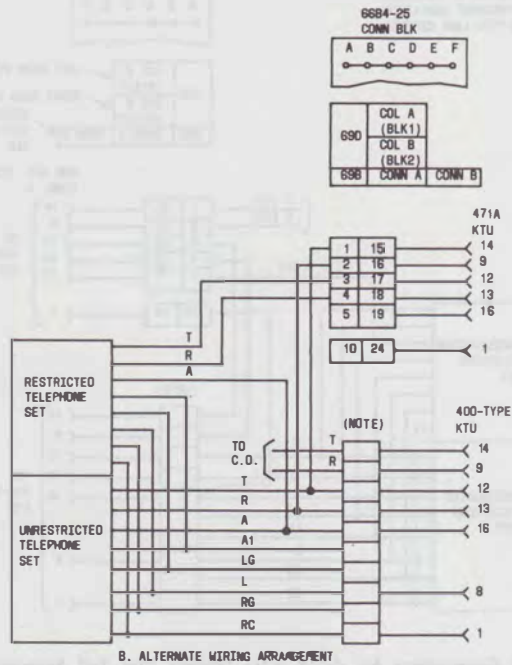 66B4-25
CONN BLK
A B C D E F
69D COL A (BLK1)
COL B (BLK2)
69B CONN A CONN B
471A
KTU
1 15 14
2 16 9
3 17 12
4 18 13
5 19 16
10 24 1
T
R
A
RESTRICTED
TELEPHONE
SET
400-TYPE
KTU
(NOTE)
TO
C.O.
T 14
R 9
T 12
R 13
A 16
A1
LG
L 8
RG
RC 1
UNRESTRICTED
TELEPHONE
SET
B. ALTERNATE WIRING ARRANGEMENT